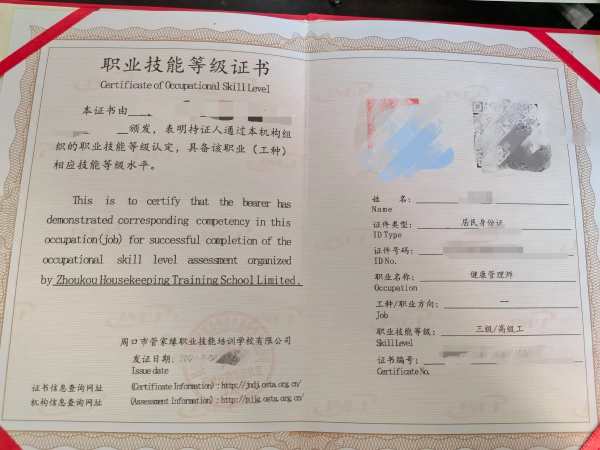 职业技能等级证书
Certificate of Occupational Skill Level
本证书由
颁发，表明持证人通过本机构组
织的职业技能等级认定，具备该职业（工种）
相应技能等级水平。
This is to certify that the bearer has
demonstrated corresponding competency in this
occupation(job) for successful completion of the
occupational skill level assessment organized
by Zhoukou Housekeeping Training School Limited.
周口市管家缘职业技能培训学校有限公司
发证日期：
Issue date
证书信息查询网址 (Certificate Information)：http://jndj.osta.org.cn/
机构信息查询网址 (Assessment Information)：http://pjjg.osta.org.cn/
姓 名：
Name
证件类型： 居民身份证
ID Type
证件号码：
ID No.
职业名称： 健康管理师
Occupation
工种/职业方向： --
Job
职业技能等级： 三级/高级工
Skill Level
证书编号：
Certificate No.